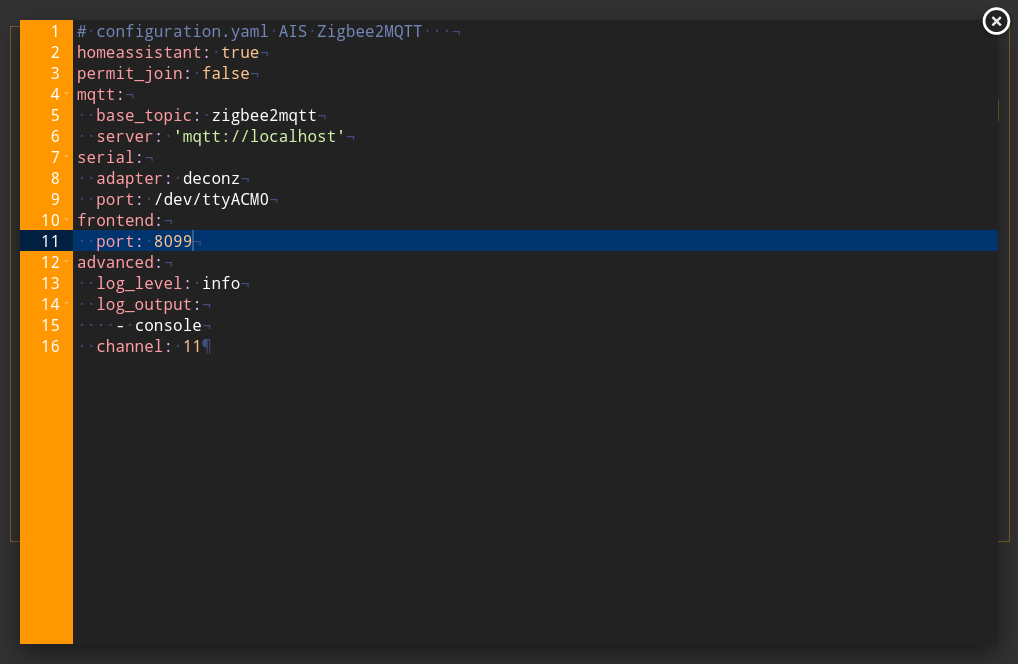 1 # configuration.yaml AIS Zigbee2MQTT
2 homeassistant: true
3 permit_join: false
4 mqtt:
5   base_topic: zigbee2mqtt
6   server: 'mqtt://localhost'
7 serial:
8   adapter: deconz
9   port: /dev/ttyACM0
10 frontend:
11   port: 8099
12 advanced:
13   log_level: info
14   log_output:
15     - console
16   channel: 11